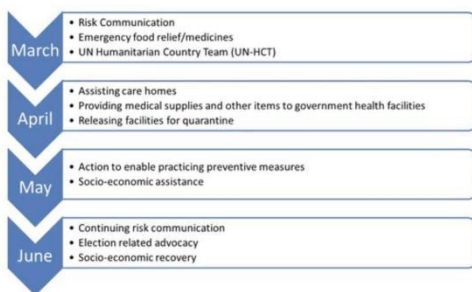 March
• Risk Communication
• Emergency food relief/medicines
• UN Humanitarian Country Team (UN-HCT)
April
• Assisting care homes
• Providing medical supplies and other items to government health facilities
• Releasing facilities for quarantine
May
• Action to enable practicing preventive measures
• Socio-economic assistance
June
• Continuing risk communication
• Election related advocacy
• Socio-economic recovery